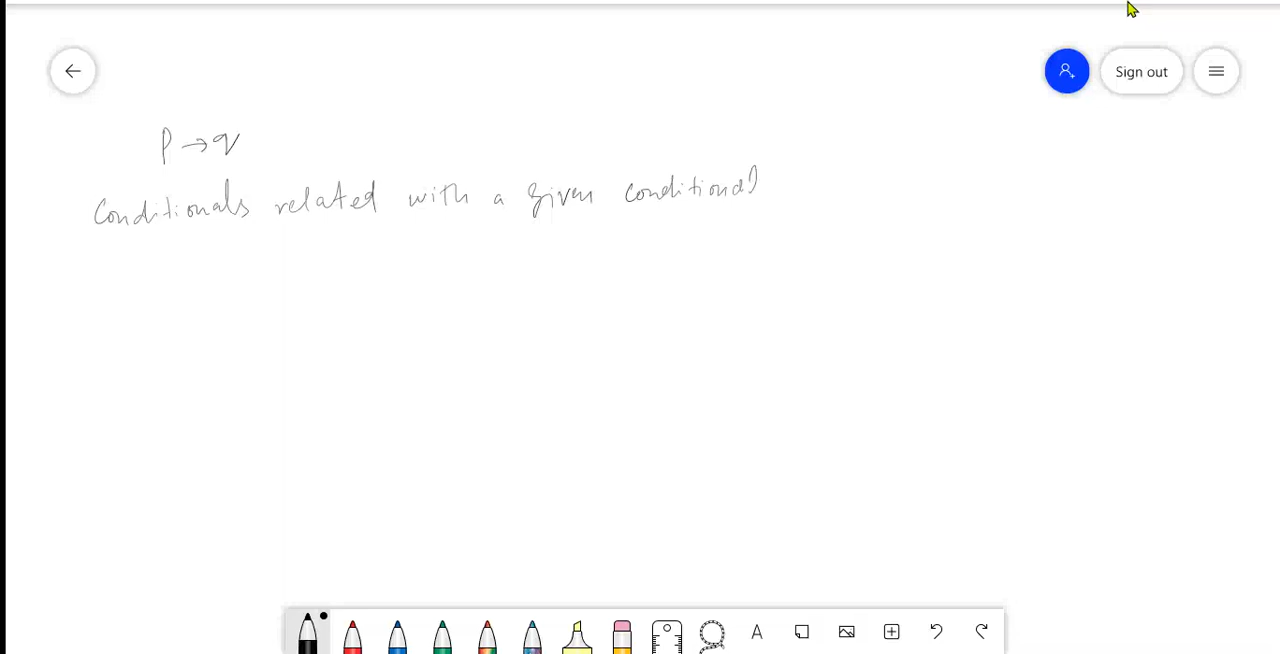 Sign out
p → q
Conditionals related with a given conditional
A